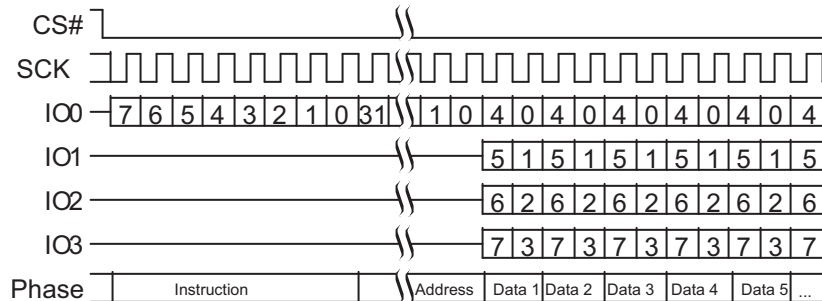 CS#
SCK
IO0 7 6 5 4 3 2 1 0 31 1 0 4 0 4 0 4 0 4 0 4 0 4
IO1 5 1 5 1 5 1 5 1 5 1 5
IO2 6 2 6 2 6 2 6 2 6 2 6
IO3 7 3 7 3 7 3 7 3 7 3 7
Phase Instruction Address Data 1 Data 2 Data 3 Data 4 Data 5 ...